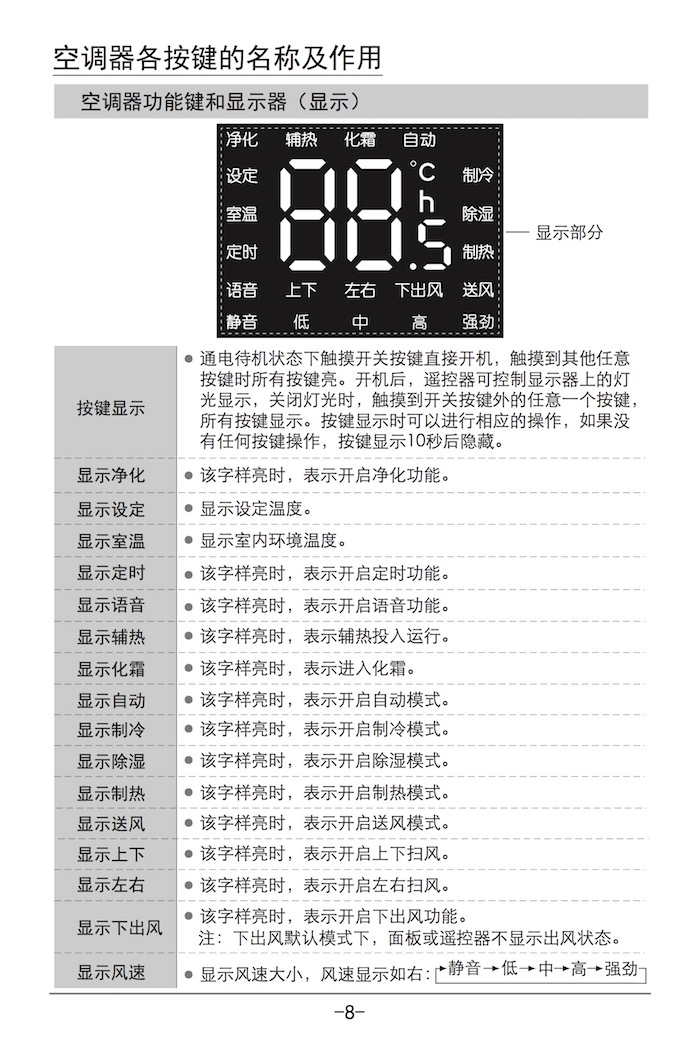 空调器各按键的名称及作用
空调器功能键和显示器（显示）
净化 辅热 化霜 自动
设定 88 °C 制冷
室温 h 除湿
定时 .5 制热
显示部分
语音 上下 左右 下出风 送风
静音 低 中 高 强劲
按键显示
● 通电待机状态下触摸开关按键直接开机，触摸到其他任意
按键时所有按键亮。开机后，遥控器可控制显示器上的灯
光显示，关闭灯光时，触摸到开关按键外的任意一个按键，
所有按键显示。按键显示时可以进行相应的操作，如果没
有任何按键操作，按键显示10秒后隐藏。
显示净化 ● 该字样亮时，表示开启净化功能。
显示设定 ● 显示设定温度。
显示室温 ● 显示室内环境温度。
显示定时 ● 该字样亮时，表示开启定时功能。
显示语音 ● 该字样亮时，表示开启语音功能。
显示辅热 ● 该字样亮时，表示辅热投入运行。
显示化霜 ● 该字样亮时，表示进入化霜。
显示自动 ● 该字样亮时，表示开启自动模式。
显示制冷 ● 该字样亮时，表示开启制冷模式。
显示除湿 ● 该字样亮时，表示开启除湿模式。
显示制热 ● 该字样亮时，表示开启制热模式。
显示送风 ● 该字样亮时，表示开启送风模式。
显示上下 ● 该字样亮时，表示开启上下扫风。
显示左右 ● 该字样亮时，表示开启左右扫风。
显示下出风 ● 该字样亮时，表示开启下出风功能。
注：下出风默认模式下，面板或遥控器不显示出风状态。
显示风速 ● 显示风速大小，风速显示如右：→静音→低→中→高→强劲
-8-